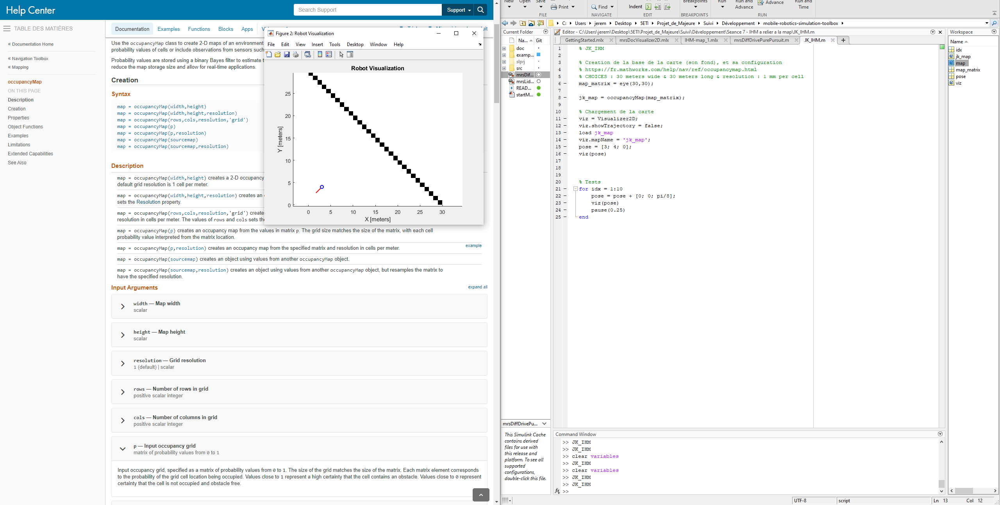 Help Center
Search Support
Support
TABLE DES MATIÈRES
« Documentation Home
« Navigation Toolbox
« Mapping
occupancyMap
ON THIS PAGE
Description
Creation
Properties
Object Functions
Examples
Limitations
Extended Capabilities
See Also
Documentation Examples Functions Blocks Apps
Use the occupancyMap class to create 2-D maps of an environment
probability values of cells or include observations from sensors such
Probability values are stored using a binary Bayes filter to estimate
reduce the map storage size and allow for real-time applications.
Creation
Syntax
map = occupancyMap(width,height)
map = occupancyMap(width,height,resolution)
map = occupancyMap(rows,cols,resolution,'grid')
map = occupancyMap(p)
map = occupancyMap(p,resolution)
map = occupancyMap(sourcemap)
map = occupancyMap(sourcemap,resolution)
Description
map = occupancyMap(width,height) creates a 2-D occupancy
default grid resolution is 1 cell per meter.
map = occupancyMap(width,height,resolution) creates an
sets the Resolution property.
map = occupancyMap(rows,cols,resolution,'grid')
resolution in cells per meter. The values of rows and cols sets
map = occupancyMap(p) creates an occupancy map from the values in matrix p. The grid size matches the size of the matrix, with each cell
probability value interpreted from the matrix location.
map = occupancyMap(p,resolution) creates an occupancy map from the specified matrix and resolution in cells per meter.
example
map = occupancyMap(sourcemap) creates an object using values from another occupancyMap object.
map = occupancyMap(sourcemap,resolution) creates an object using values from another occupancyMap object, but resamples the matrix to
have the specified resolution.
Input Arguments
expand all
width — Map width
scalar
height — Map height
scalar
resolution — Grid resolution
1 (default) | scalar
rows — Number of rows in grid
positive scalar integer
cols — Number of columns in grid
positive scalar integer
p — Input occupancy grid
matrix of probability values from 0 to 1
Input occupancy grid, specified as a matrix of probability values from 0 to 1. The size of the grid matches the size of the matrix. Each matrix element corresponds
to the probability of the grid cell location being occupied. Values close to 1 represent a high certainty that the cell contains an obstacle. Values close to 0 represent
certainty that the cell is not occupied and obstacle free.
Figure 2: Robot Visualization
File Edit View Insert Tools Desktop Window Help
Robot Visualization
25
20
15
10
5
0
Y [meters]
0 5 10 15 20 25 30
X [meters]
New Open Save
Print
FILE
Find
NAVIGATE
Indent
EDIT
Breakpoints
BREAKPOINTS
Run Run and Advance Advance Run and Time
RUN
C: Users jerem Desktop 5ETI Projet_de_Majeure Suivi Développement mobile-robotics-simulation-toolbox
Current Folder
Na... Git
doc
examp...
slprj
src
mrsDif...
mrsLid...
READ...
startM...
mrsDiffDrivePu...
This Simulink Cache
contains derived
files for use with
this release and
platform. To see all
supported
configurations,
double-click this file.
Editor - C:\Users\jerem\Desktop\5ETI\Projet_de_Majeure\Suivi\Développement\Seance 7 - IHM a relier a la map\JK_IHM.m
GettingStarted.mlx mrsDocVisualizer2D.mlx IHM-map_1.mlx mrsDiffDrivePurePursuit.m JK_IHM.m
1 % JK_IHM
2
3 % Creation de la base de la carte (son fond), et sa configuration
4 % https://fr.mathworks.com/help/nav/ref/occupancymap.html
5 % CHOICES : 30 meters wide & 30 meters long & resolution : 1 mm per cell
6 map_matrix = eye(30,30);
7
8 jk_map = occupancyMap(map_matrix);
9
10 % Chargement de la carte
11 viz = Visualizer2D;
12 viz.showTrajectory = false;
13 load jk_map
14 viz.mapName = 'jk_map';
15 pose = [3; 4; 0];
16 viz(pose)
17
18
19
20 % Tests
21 for idx = 1:10
22 pose = pose + [0; 0; pi/8];
23 viz(pose)
24 pause(0.25)
25 end
Command Window
>> JK_IHM
>> JK_IHM
>> clear variables
>> JK_IHM
>> clear variables
>> JK_IHM
>> JK_IHM
fx >>
Workspace
Name
idx
jk_map
map
map_matrix
pose
viz
UTF-8 script Ln 13 Col 12